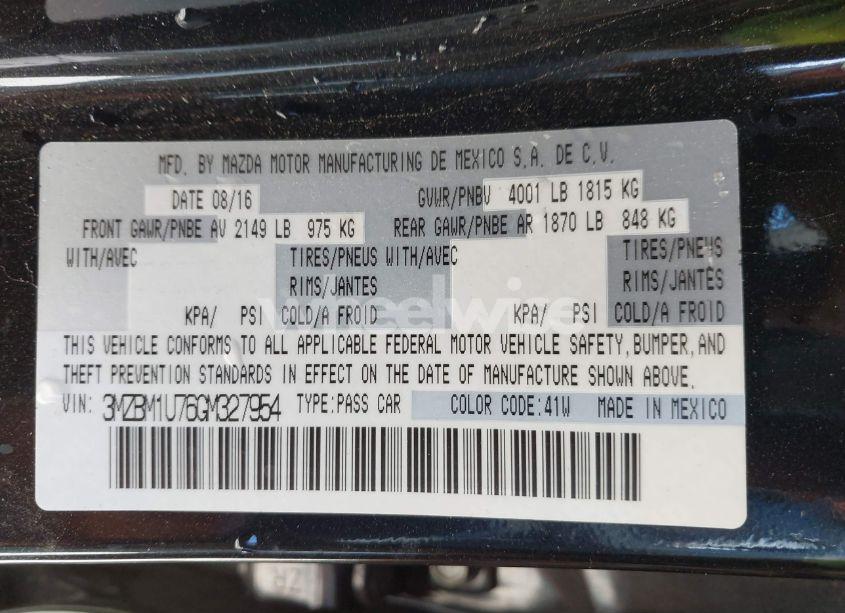 MFD. BY MAZDA MOTOR MANUFACTURING DE MEXICO S.A. DE C.V.
DATE 08/16 GVWR/PNBV 4001 LB 1815 KG
FRONT GAWR/PNBE AV 2149 LB 975 KG REAR GAWR/PNBE AR 1870 LB 848 KG
WITH/AVEC TIRES/PNEUS WITH/AVEC TIRES/PNEUS
RIMS/JANTES RIMS/JANTES
KPA/ PSI COLD/A FROID KPA/ PSI COLD/A FROID
wheelwise
THIS VEHICLE CONFORMS TO ALL APPLICABLE FEDERAL MOTOR VEHICLE SAFETY, BUMPER, AND
THEFT PREVENTION STANDARDS IN EFFECT ON THE DATE OF MANUFACTURE SHOWN ABOVE.
VIN: 3MZBM1U76GM327954 TYPE:PASS CAR COLOR CODE:41W MADE IN MEXICO